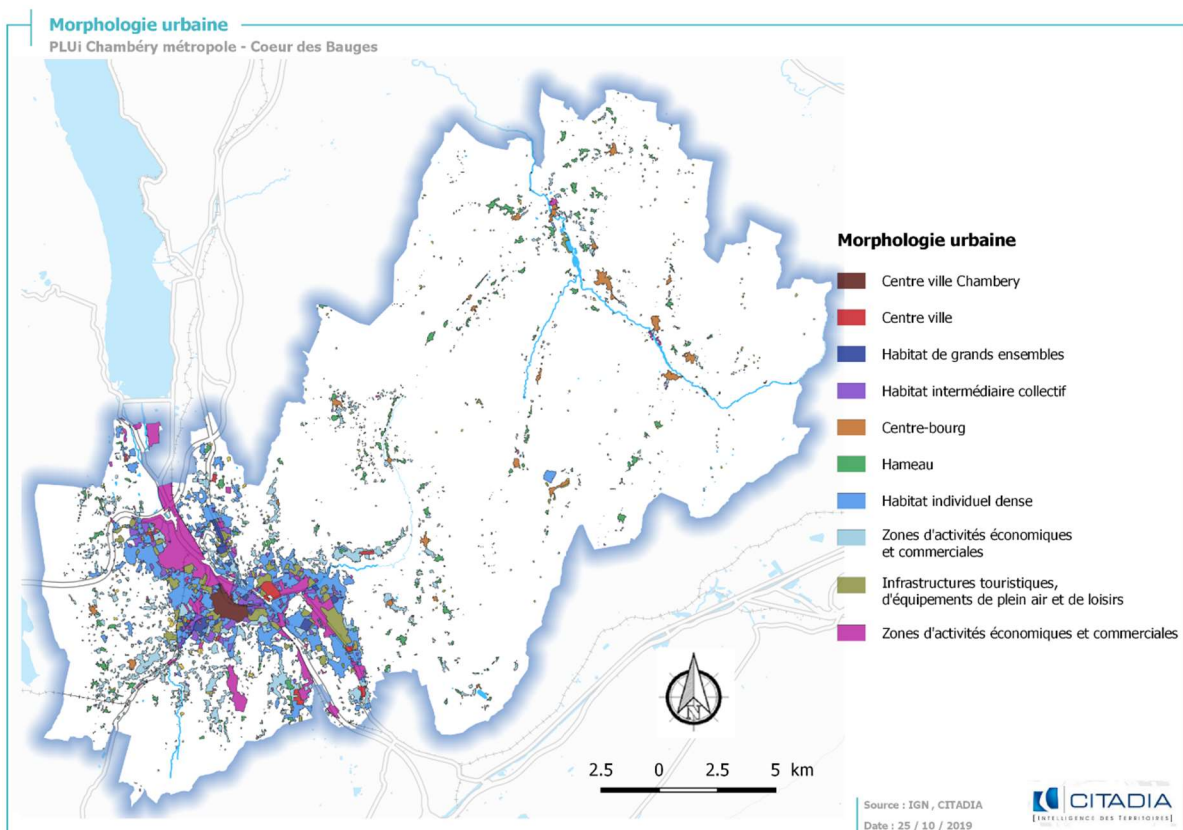 Morphologie urbaine
PLUi Chambéry métropole - Coeur des Bauges
Morphologie urbaine
Centre ville Chambery
Centre ville
Habitat de grands ensembles
Habitat intermédiaire collectif
Centre-bourg
Hameau
Habitat individuel dense
Zones d'activités économiques
et commerciales
Infrastructures touristiques,
d'équipements de plein air et de loisirs
Zones d'activités économiques et commerciales
N
2.5 0 2.5 5 km
Source : IGN , CITADIA
Date : 25 / 10 / 2019
CITADIA
[ INTELLIGENCE DES TERRITOIRES ]